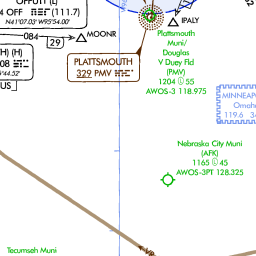 OFFUTT (L)
4 OFF (111.7)
N41°07.03' W95°54.00'
IPALY
084
MOONR
29
(H) (H)
08
44.52'
US
PLATTSMOUTH
329 PMV
Plattsmouth
Muni/
Douglas
V Duey Fld
(PMV)
1204 55
AWOS-3 118.975
MINNEAP
Omaha
119.6
Nebraska City Muni
(AFK)
1165 45
AWOS-3PT 128.325
Tecumseh Muni